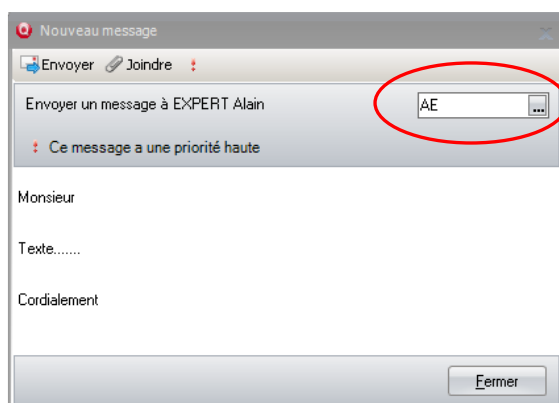 Nouveau message
Envoyer Joindre !
Envoyer un message à EXPERT Alain AE ...
! Ce message a une priorité haute
Monsieur
Texte.......
Cordialement
Fermer